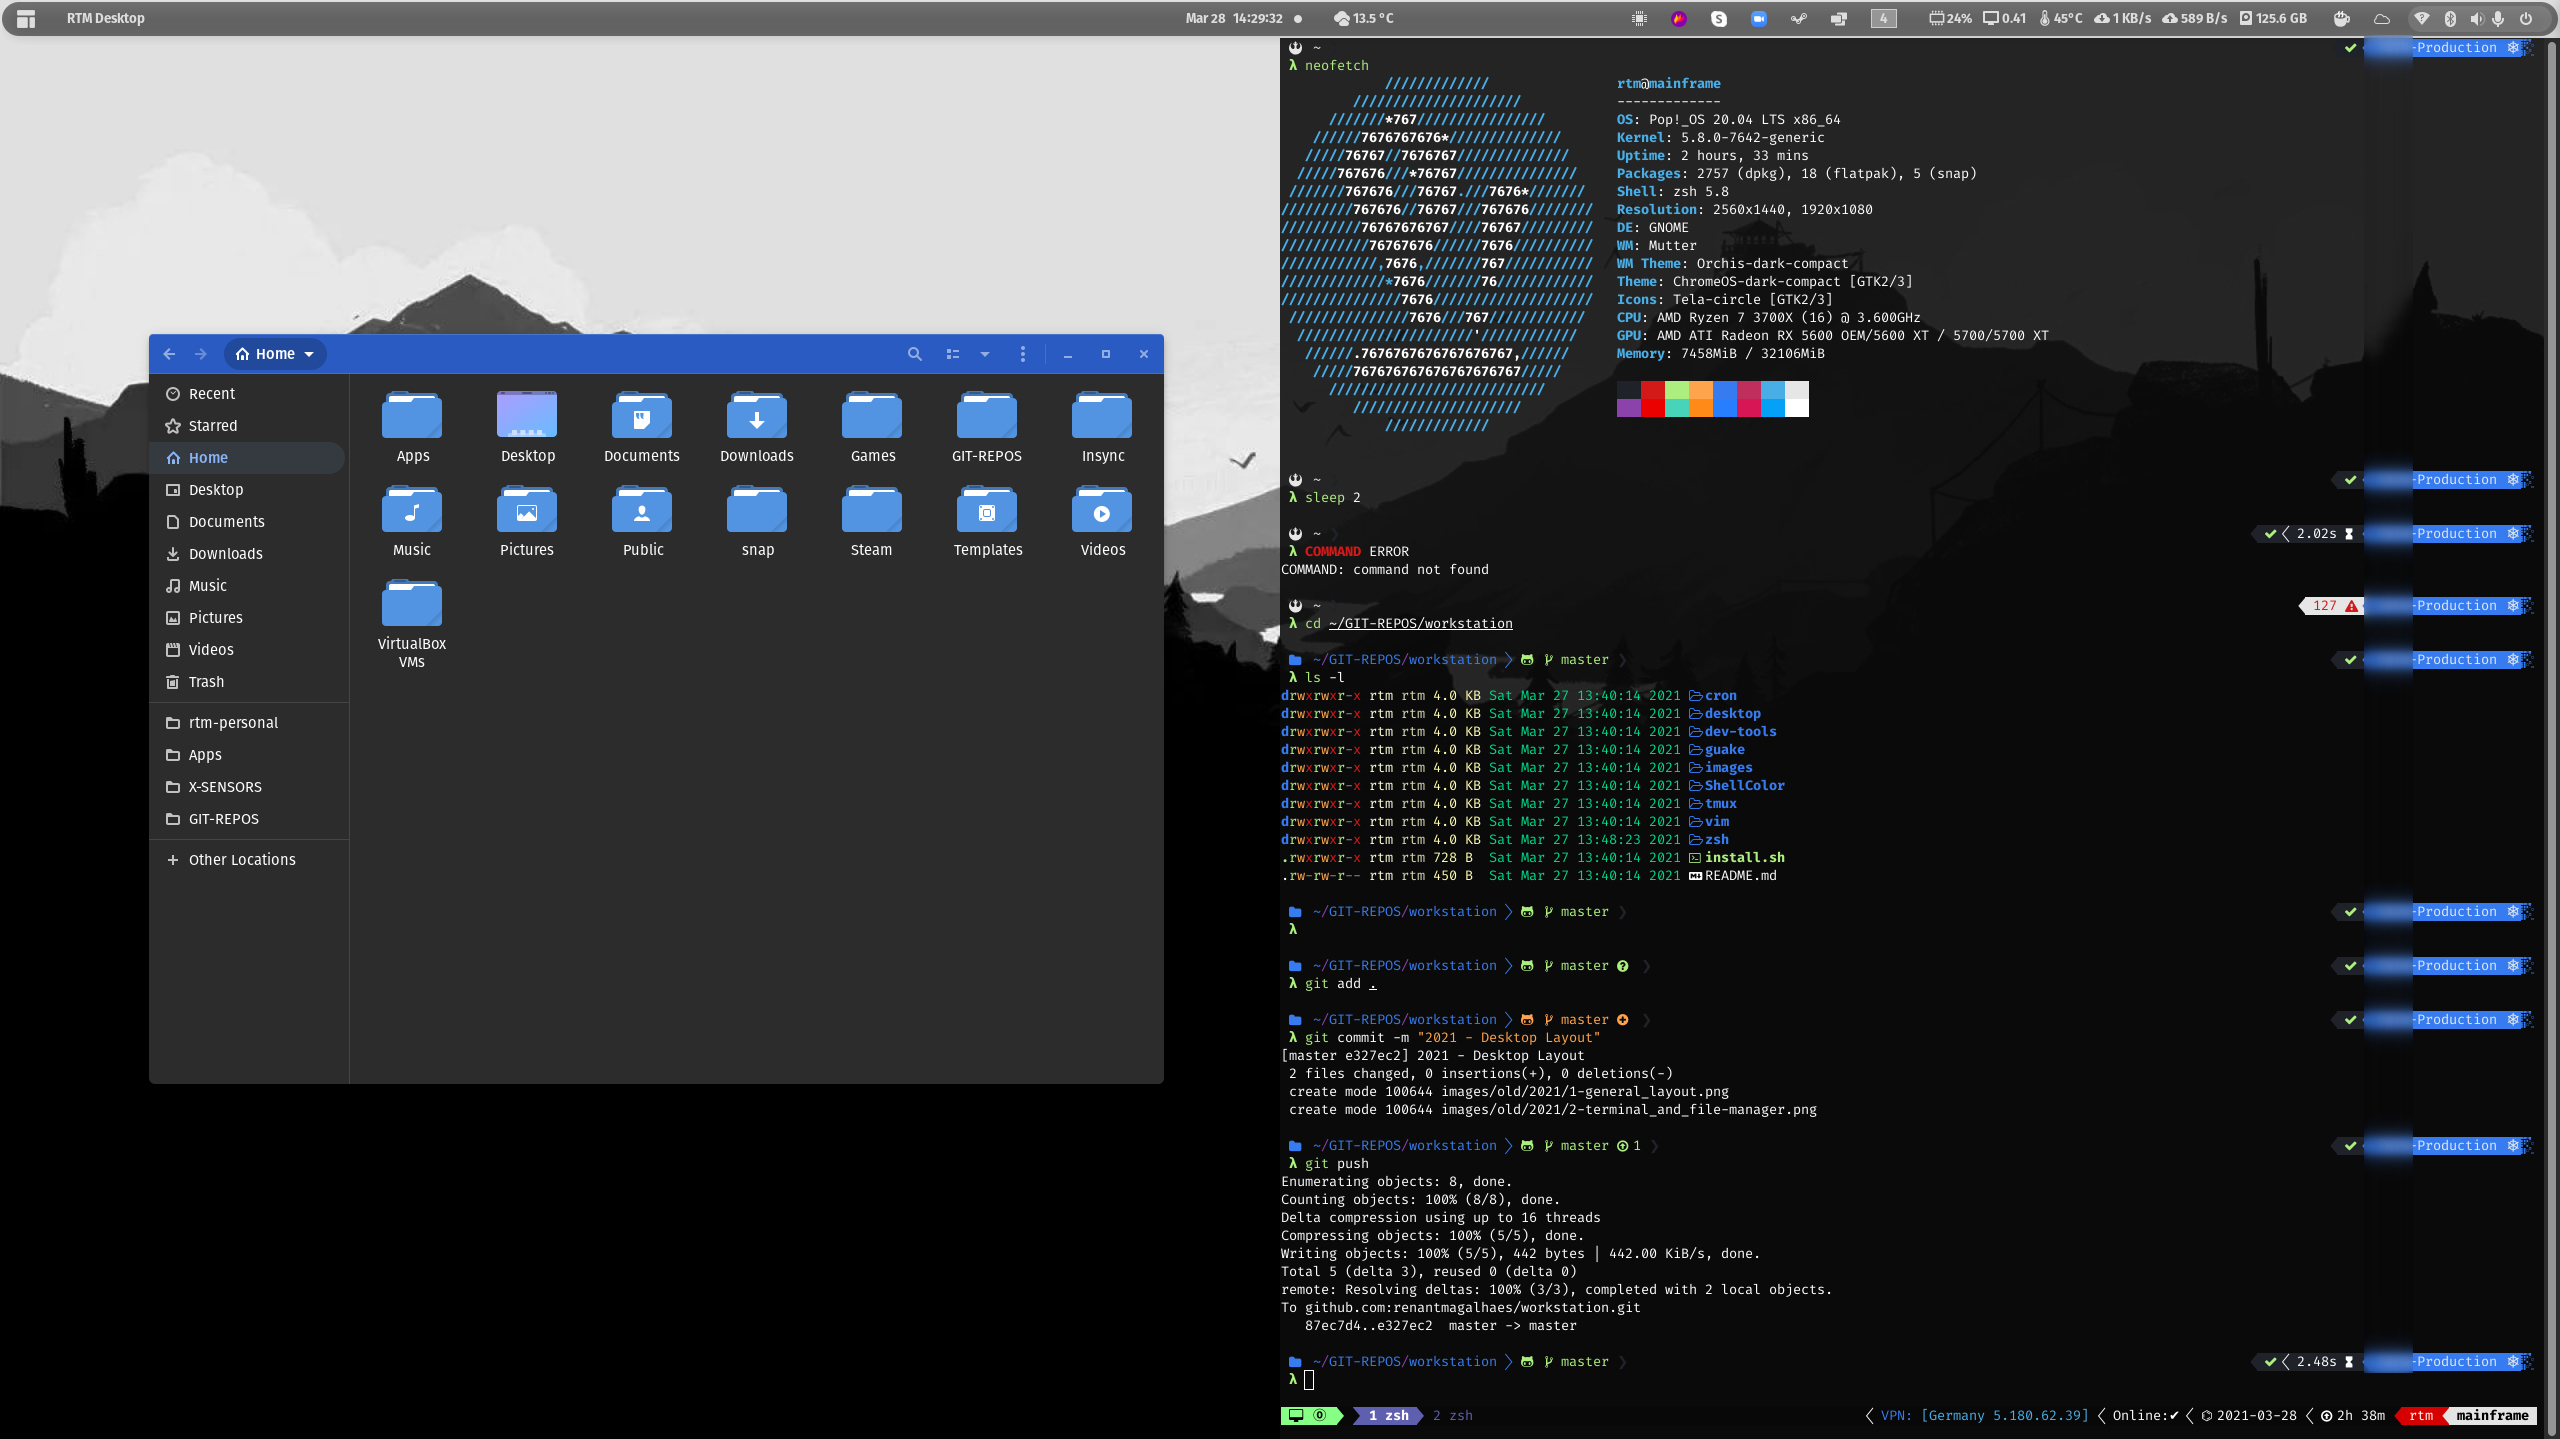 RTM Desktop
Mar 28 14:29:32
13.5 °C
4
24%
0.41
45°C
1 KB/s
589 B/s
125.6 GB
Home
Recent
Starred
Home
Desktop
Documents
Downloads
Music
Pictures
Videos
Trash
rtm-personal
Apps
X-SENSORS
GIT-REPOS
+ Other Locations
Apps
Desktop
Documents
Downloads
Games
GIT-REPOS
Insync
Music
Pictures
Public
snap
Steam
Templates
Videos
VirtualBox
VMs
~ -Production
λ neofetch
rtm@mainframe
-------------
OS: Pop!_OS 20.04 LTS x86_64
Kernel: 5.8.0-7642-generic
Uptime: 2 hours, 33 mins
Packages: 2757 (dpkg), 18 (flatpak), 5 (snap)
Shell: zsh 5.8
Resolution: 2560x1440, 1920x1080
DE: GNOME
WM: Mutter
WM Theme: Orchis-dark-compact
Theme: ChromeOS-dark-compact [GTK2/3]
Icons: Tela-circle [GTK2/3]
CPU: AMD Ryzen 7 3700X (16) @ 3.600GHz
GPU: AMD ATI Radeon RX 5600 OEM/5600 XT / 5700/5700 XT
Memory: 7458MiB / 32106MiB
~ ✔ -Production
λ sleep 2
~ ✔ 2.02s -Production
λ COMMAND ERROR
COMMAND: command not found
~ 127 -Production
λ cd ~/GIT-REPOS/workstation
~/GIT-REPOS/workstation master ✔ -Production
λ ls -l
drwxrwxr-x rtm rtm 4.0 KB Sat Mar 27 13:40:14 2021 cron
drwxrwxr-x rtm rtm 4.0 KB Sat Mar 27 13:40:14 2021 desktop
drwxrwxr-x rtm rtm 4.0 KB Sat Mar 27 13:40:14 2021 dev-tools
drwxrwxr-x rtm rtm 4.0 KB Sat Mar 27 13:40:14 2021 guake
drwxrwxr-x rtm rtm 4.0 KB Sat Mar 27 13:40:14 2021 images
drwxrwxr-x rtm rtm 4.0 KB Sat Mar 27 13:40:14 2021 ShellColor
drwxrwxr-x rtm rtm 4.0 KB Sat Mar 27 13:40:14 2021 tmux
drwxrwxr-x rtm rtm 4.0 KB Sat Mar 27 13:40:14 2021 vim
drwxrwxr-x rtm rtm 4.0 KB Sat Mar 27 13:48:23 2021 zsh
.rwxrwxr-x rtm rtm 728 B Sat Mar 27 13:40:14 2021 install.sh
.rw-rw-r-- rtm rtm 450 B Sat Mar 27 13:40:14 2021 README.md
~/GIT-REPOS/workstation master ✔ -Production
λ
~/GIT-REPOS/workstation master ? ✔ -Production
λ git add .
~/GIT-REPOS/workstation master + ✔ -Production
λ git commit -m "2021 - Desktop Layout"
[master e327ec2] 2021 - Desktop Layout
2 files changed, 0 insertions(+), 0 deletions(-)
create mode 100644 images/old/2021/1-general_layout.png
create mode 100644 images/old/2021/2-terminal_and_file-manager.png
~/GIT-REPOS/workstation master 1 ✔ -Production
λ git push
Enumerating objects: 8, done.
Counting objects: 100% (8/8), done.
Delta compression using up to 16 threads
Compressing objects: 100% (5/5), done.
Writing objects: 100% (5/5), 442 bytes | 442.00 KiB/s, done.
Total 5 (delta 3), reused 0 (delta 0)
remote: Resolving deltas: 100% (3/3), completed with 2 local objects.
To github.com:renantmagalhaes/workstation.git
87ec7d4..e327ec2 master -> master
~/GIT-REPOS/workstation master ✔ 2.48s -Production
λ
0 1 zsh 2 zsh
VPN: [Germany 5.180.62.39] Online:✔ 2021-03-28 2h 38m rtm mainframe